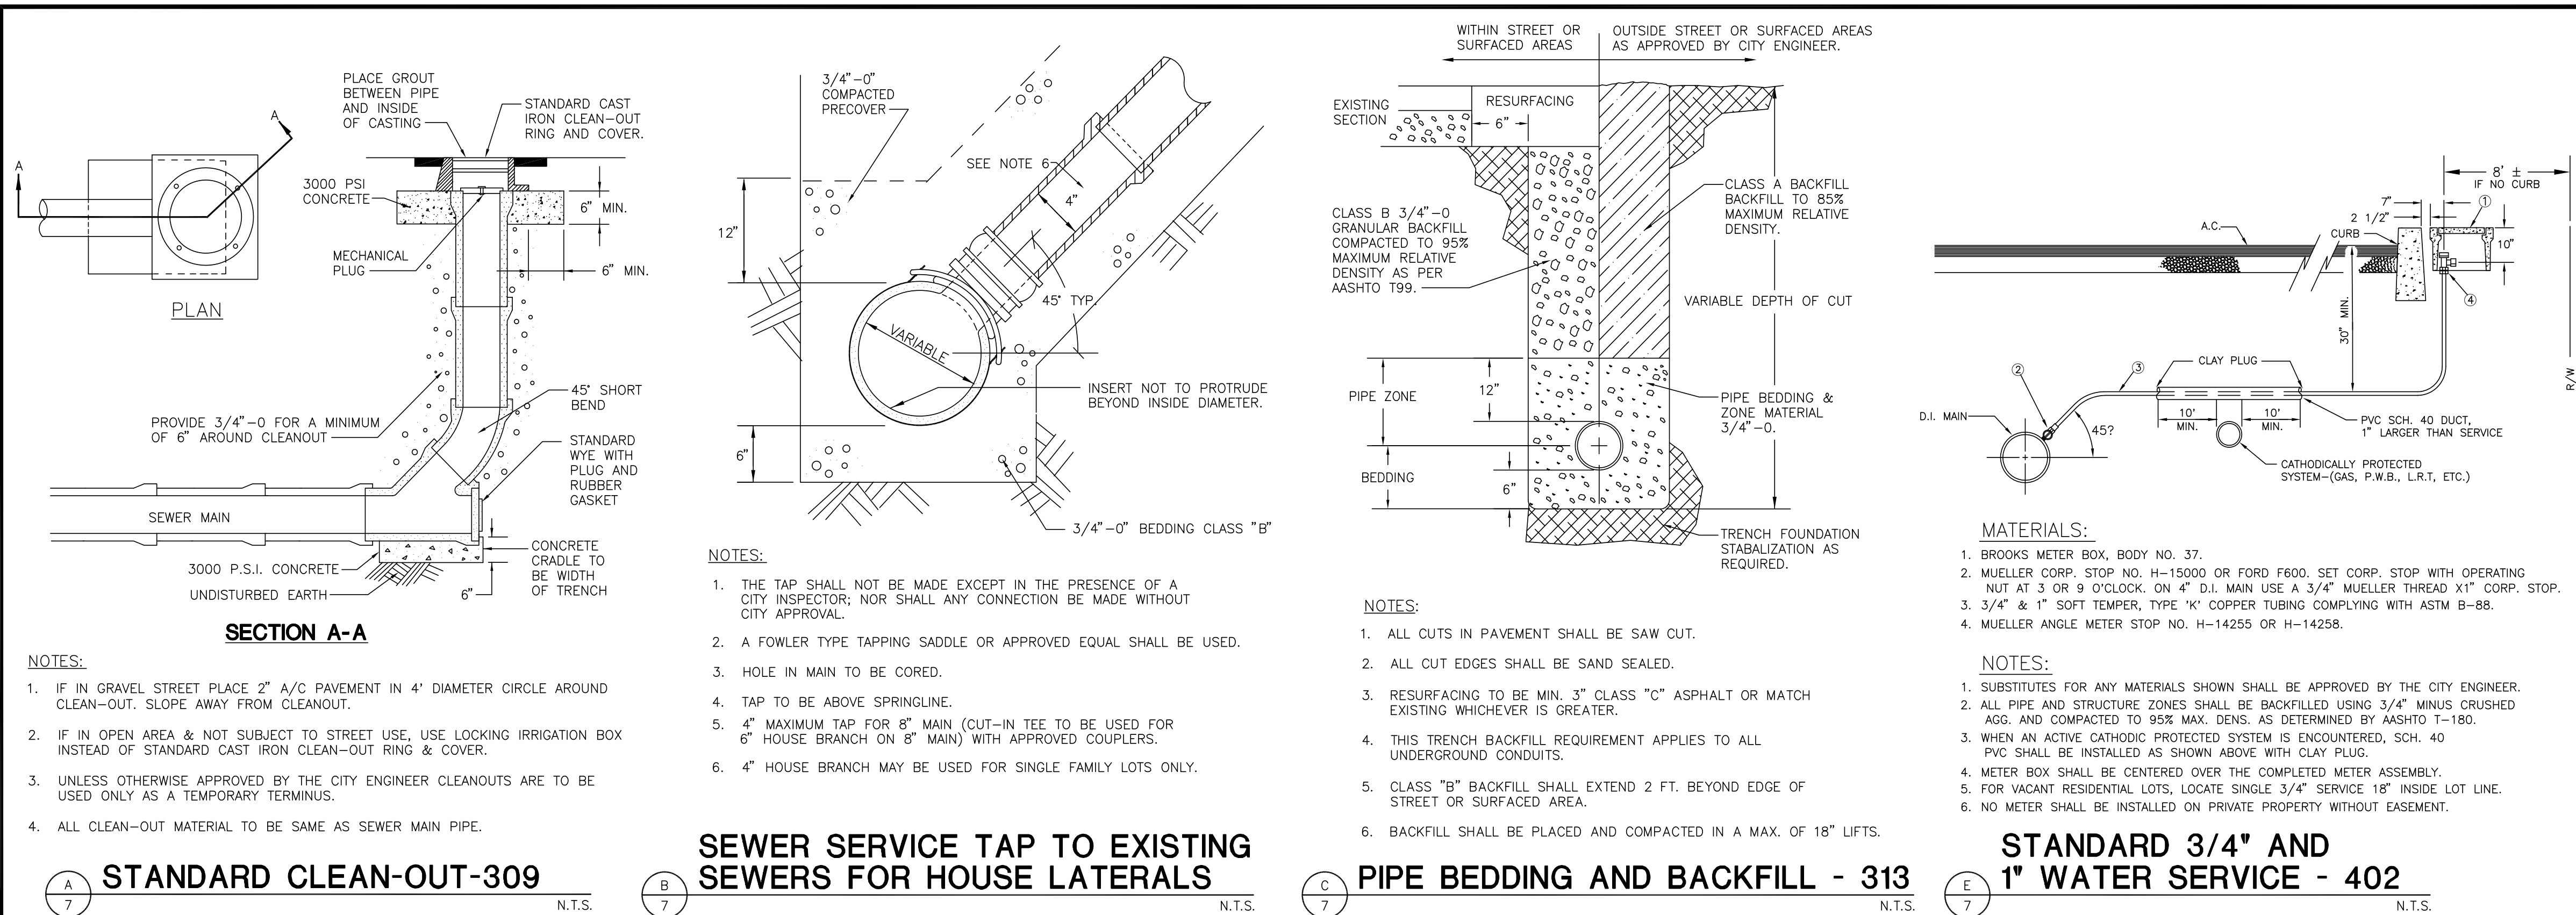 A
A
PLAN
PLACE GROUT
BETWEEN PIPE
AND INSIDE
OF CASTING
STANDARD CAST
IRON CLEAN-OUT
RING AND COVER.
3000 PSI
CONCRETE
6" MIN.
MECHANICAL
PLUG
6" MIN.
45° SHORT
BEND
PROVIDE 3/4"-0 FOR A MINIMUM
OF 6" AROUND CLEANOUT
STANDARD
WYE WITH
PLUG AND
RUBBER
GASKET
SEWER MAIN
CONCRETE
CRADLE TO
BE WIDTH
OF TRENCH
3000 P.S.I. CONCRETE
UNDISTURBED EARTH
6"
SECTION A-A
NOTES:
1. IF IN GRAVEL STREET PLACE 2" A/C PAVEMENT IN 4' DIAMETER CIRCLE AROUND
CLEAN-OUT. SLOPE AWAY FROM CLEANOUT.
2. IF IN OPEN AREA & NOT SUBJECT TO STREET USE, USE LOCKING IRRIGATION BOX
INSTEAD OF STANDARD CAST IRON CLEAN-OUT RING & COVER.
3. UNLESS OTHERWISE APPROVED BY THE CITY ENGINEER CLEANOUTS ARE TO BE
USED ONLY AS A TEMPORARY TERMINUS.
4. ALL CLEAN-OUT MATERIAL TO BE SAME AS SEWER MAIN PIPE.
A
7
STANDARD CLEAN-OUT-309
N.T.S.
3/4"-0"
COMPACTED
PRECOVER
SEE NOTE 6
4"
12"
45° TYP.
VARIABLE
INSERT NOT TO PROTRUDE
BEYOND INSIDE DIAMETER.
6"
3/4"-0" BEDDING CLASS "B"
NOTES:
1. THE TAP SHALL NOT BE MADE EXCEPT IN THE PRESENCE OF A
CITY INSPECTOR; NOR SHALL ANY CONNECTION BE MADE WITHOUT
CITY APPROVAL.
2. A FOWLER TYPE TAPPING SADDLE OR APPROVED EQUAL SHALL BE USED.
3. HOLE IN MAIN TO BE CORED.
4. TAP TO BE ABOVE SPRINGLINE.
5. 4" MAXIMUM TAP FOR 8" MAIN (CUT-IN TEE TO BE USED FOR
6" HOUSE BRANCH ON 8" MAIN) WITH APPROVED COUPLERS.
6. 4" HOUSE BRANCH MAY BE USED FOR SINGLE FAMILY LOTS ONLY.
B
7
SEWER SERVICE TAP TO EXISTING
SEWERS FOR HOUSE LATERALS
N.T.S.
WITHIN STREET OR
SURFACED AREAS
OUTSIDE STREET OR SURFACED AREAS
AS APPROVED BY CITY ENGINEER.
EXISTING
SECTION
RESURFACING
6"
CLASS B 3/4"-0
GRANULAR BACKFILL
COMPACTED TO 95%
MAXIMUM RELATIVE
DENSITY AS PER
AASHTO T99.
CLASS A BACKFILL
BACKFILL TO 85%
MAXIMUM RELATIVE
DENSITY.
VARIABLE DEPTH OF CUT
PIPE ZONE
12"
PIPE BEDDING &
ZONE MATERIAL
3/4"-0.
BEDDING
6"
TRENCH FOUNDATION
STABALIZATION AS
REQUIRED.
NOTES:
1. ALL CUTS IN PAVEMENT SHALL BE SAW CUT.
2. ALL CUT EDGES SHALL BE SAND SEALED.
3. RESURFACING TO BE MIN. 3" CLASS "C" ASPHALT OR MATCH
EXISTING WHICHEVER IS GREATER.
4. THIS TRENCH BACKFILL REQUIREMENT APPLIES TO ALL
UNDERGROUND CONDUITS.
5. CLASS "B" BACKFILL SHALL EXTEND 2 FT. BEYOND EDGE OF
STREET OR SURFACED AREA.
6. BACKFILL SHALL BE PLACED AND COMPACTED IN A MAX. OF 18" LIFTS.
C
7
PIPE BEDDING AND BACKFILL - 313
N.T.S.
8' ±
IF NO CURB
7"
1
2 1/2"
A.C.
CURB
10"
4
30" MIN.
R/W
CLAY PLUG
2
3
D.I. MAIN
10'
MIN.
10'
MIN.
45?
PVC SCH. 40 DUCT,
1" LARGER THAN SERVICE
CATHODICALLY PROTECTED
SYSTEM-(GAS, P.W.B., L.R.T, ETC.)
MATERIALS:
1. BROOKS METER BOX, BODY NO. 37.
2. MUELLER CORP. STOP NO. H-15000 OR FORD F600. SET CORP. STOP WITH OPERATING
NUT AT 3 OR 9 O'CLOCK. ON 4" D.I. MAIN USE A 3/4" MUELLER THREAD X1" CORP. STOP.
3. 3/4" & 1" SOFT TEMPER, TYPE 'K' COPPER TUBING COMPLYING WITH ASTM B-88.
4. MUELLER ANGLE METER STOP NO. H-14255 OR H-14258.
NOTES:
1. SUBSTITUTES FOR ANY MATERIALS SHOWN SHALL BE APPROVED BY THE CITY ENGINEER.
2. ALL PIPE AND STRUCTURE ZONES SHALL BE BACKFILLED USING 3/4" MINUS CRUSHED
AGG. AND COMPACTED TO 95% MAX. DENS. AS DETERMINED BY AASHTO T-180.
3. WHEN AN ACTIVE CATHODIC PROTECTED SYSTEM IS ENCOUNTERED, SCH. 40
PVC SHALL BE INSTALLED AS SHOWN ABOVE WITH CLAY PLUG.
4. METER BOX SHALL BE CENTERED OVER THE COMPLETED METER ASSEMBLY.
5. FOR VACANT RESIDENTIAL LOTS, LOCATE SINGLE 3/4" SERVICE 18" INSIDE LOT LINE.
6. NO METER SHALL BE INSTALLED ON PRIVATE PROPERTY WITHOUT EASEMENT.
E
7
STANDARD 3/4" AND
1" WATER SERVICE - 402
N.T.S.